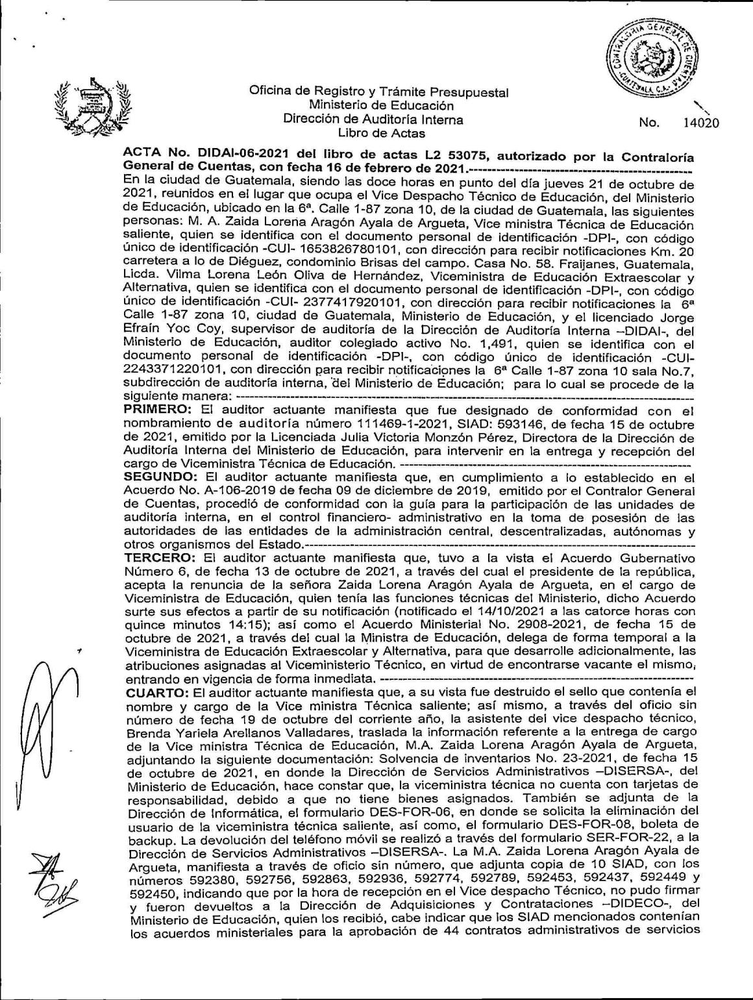 CONTRALORIA GENERAL DE CUENTAS
GUATEMALA, C.A.
Oficina de Registro y Trámite Presupuestal
Ministerio de Educación
Dirección de Auditoría Interna
Libro de Actas
No. 14020
ACTA No. DIDAI-06-2021 del libro de actas L2 53075, autorizado por la Contraloría
General de Cuentas, con fecha 16 de febrero de 2021.------------------------------------------------
En la ciudad de Guatemala, siendo las doce horas en punto del día jueves 21 de octubre de
2021, reunidos en el lugar que ocupa el Vice Despacho Técnico de Educación, del Ministerio
de Educación, ubicado en la 6ª. Calle 1-87 zona 10, de la ciudad de Guatemala, las siguientes
personas: M. A. Zaida Lorena Aragón Ayala de Argueta, Vice ministra Técnica de Educación
saliente, quien se identifica con el documento personal de identificación -DPI-, con código
único de identificación -CUI- 1653826780101, con dirección para recibir notificaciones Km. 20
carretera a lo de Diéguez, condominio Brisas del campo. Casa No. 58. Fraijanes, Guatemala,
Licda. Vilma Lorena León Oliva de Hernández, Viceministra de Educación Extraescolar y
Alternativa, quien se identifica con el documento personal de identificación -DPI-, con código
único de identificación -CUI- 2377417920101, con dirección para recibir notificaciones la 6ª
Calle 1-87 zona 10, ciudad de Guatemala, Ministerio de Educación, y el licenciado Jorge
Efraín Yoc Coy, supervisor de auditoría de la Dirección de Auditoría Interna –DIDAI-, del
Ministerio de Educación, auditor colegiado activo No. 1,491, quien se identifica con el
documento personal de identificación -DPI-, con código único de identificación -CUI-
2243371220101, con dirección para recibir notificaciones la 6ª Calle 1-87 zona 10 sala No.7,
subdirección de auditoría interna, del Ministerio de Educación; para lo cual se procede de la
siguiente manera: ----------------------------------------------------------------------------------------------------
PRIMERO: El auditor actuante manifiesta que fue designado de conformidad con el
nombramiento de auditoría número 111469-1-2021, SIAD: 593146, de fecha 15 de octubre
de 2021, emitido por la Licenciada Julia Victoria Monzón Pérez, Directora de la Dirección de
Auditoría Interna del Ministerio de Educación, para intervenir en la entrega y recepción del
cargo de Viceministra Técnica de Educación. ---------------------------------------------------------------
SEGUNDO: El auditor actuante manifiesta que, en cumplimiento a lo establecido en el
Acuerdo No. A-106-2019 de fecha 09 de diciembre de 2019, emitido por el Contralor General
de Cuentas, procedió de conformidad con la guía para la participación de las unidades de
auditoría interna, en el control financiero- administrativo en la toma de posesión de las
autoridades de las entidades de la administración central, descentralizadas, autónomas y
otros organismos del Estado.-------------------------------------------------------------------------------------
TERCERO: El auditor actuante manifiesta que, tuvo a la vista el Acuerdo Gubernativo
Número 6, de fecha 13 de octubre de 2021, a través del cual el presidente de la república,
acepta la renuncia de la señora Zaida Lorena Aragón Ayala de Argueta, en el cargo de
Viceministra de Educación, quien tenía las funciones técnicas del Ministerio, dicho Acuerdo
surte sus efectos a partir de su notificación (notificado el 14/10/2021 a las catorce horas con
quince minutos 14:15); así como el Acuerdo Ministerial No. 2908-2021, de fecha 15 de
octubre de 2021, a través del cual la Ministra de Educación, delega de forma temporal a la
Viceministra de Educación Extraescolar y Alternativa, para que desarrolle adicionalmente, las
atribuciones asignadas al Viceministerio Técnico, en virtud de encontrarse vacante el mismo,
entrando en vigencia de forma inmediata. --------------------------------------------------------------------
CUARTO: El auditor actuante manifiesta que, a su vista fue destruido el sello que contenía el
nombre y cargo de la Vice ministra Técnica saliente; así mismo, a través del oficio sin
número de fecha 19 de octubre del corriente año, la asistente del vice despacho técnico,
Brenda Yariela Arellanos Valladares, traslada la información referente a la entrega de cargo
de la Vice ministra Técnica de Educación, M.A. Zaida Lorena Aragón Ayala de Argueta,
adjuntando la siguiente documentación: Solvencia de inventarios No. 23-2021, de fecha 15
de octubre de 2021, en donde la Dirección de Servicios Administrativos –DISERSA-, del
Ministerio de Educación, hace constar que, la viceministra técnica no cuenta con tarjetas de
responsabilidad, debido a que no tiene bienes asignados. También se adjunta de la
Dirección de Informática, el formulario DES-FOR-06, en donde se solicita la eliminación del
usuario de la viceministra técnica saliente, así como, el formulario DES-FOR-08, boleta de
backup. La devolución del teléfono móvil se realizó a través del formulario SER-FOR-22, a la
Dirección de Servicios Administrativos –DISERSA-. La M.A. Zaida Lorena Aragón Ayala de
Argueta, manifiesta a través de oficio sin número, que adjunta copia de 10 SIAD, con los
números 592380, 592756, 592863, 592936, 592774, 592789, 592453, 592437, 592449 y
592450, indicando que por la hora de recepción en el Vice despacho Técnico, no pudo firmar
y fueron devueltos a la Dirección de Adquisiciones y Contrataciones –DIDECO-, del
Ministerio de Educación, quien los recibió, cabe indicar que los SIAD mencionados contenían
los acuerdos ministeriales para la aprobación de 44 contratos administrativos de servicios